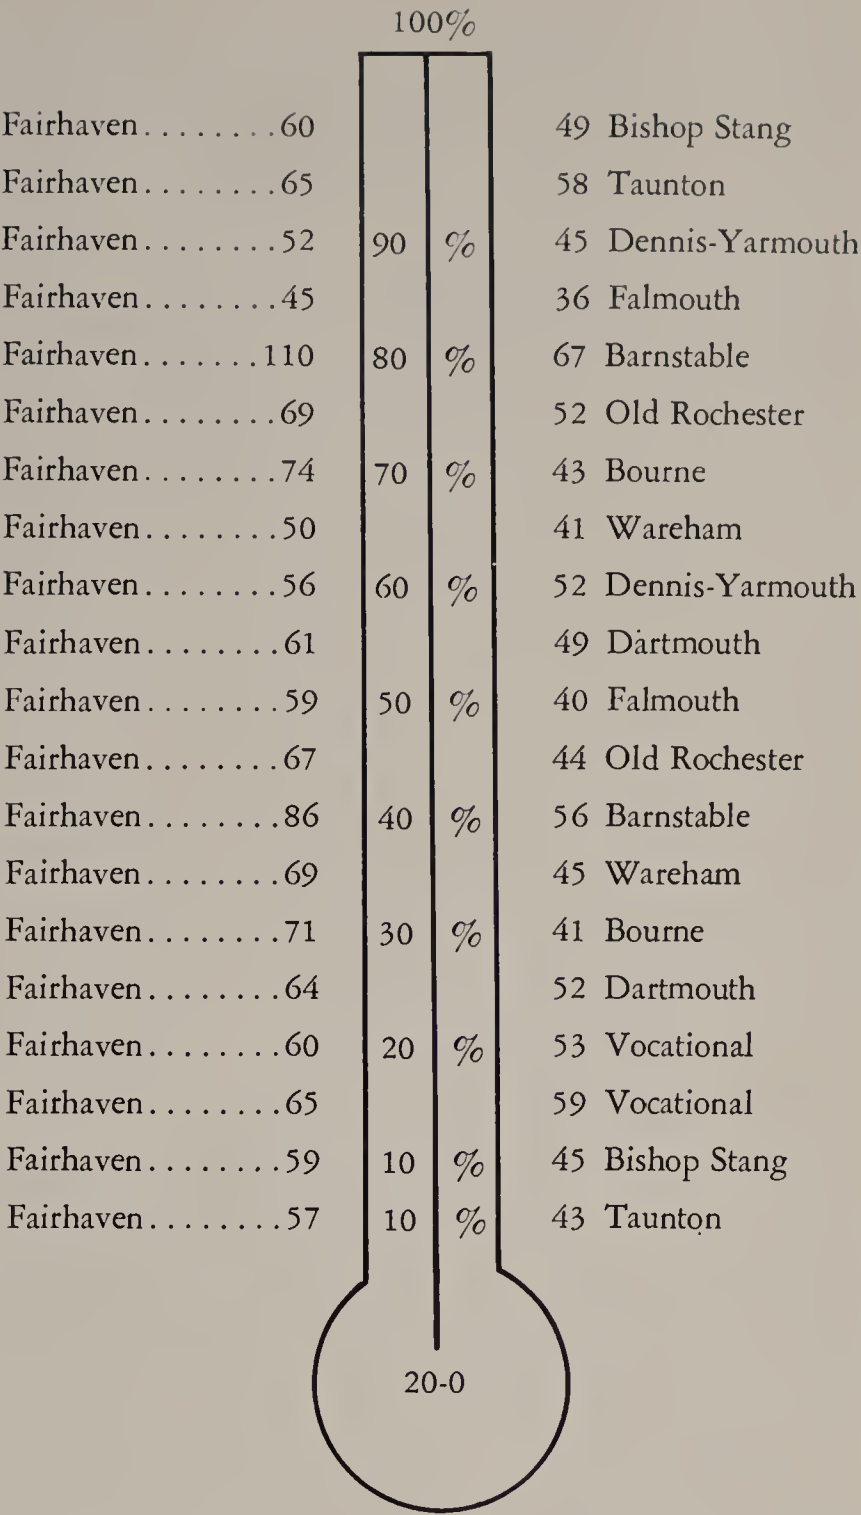 100%
Fairhaven........60 49 Bishop Stang
Fairhaven........65 58 Taunton
Fairhaven........52 90 % 45 Dennis-Yarmouth
Fairhaven........45 36 Falmouth
Fairhaven.......110 80 % 67 Barnstable
Fairhaven........69 52 Old Rochester
Fairhaven........74 70 % 43 Bourne
Fairhaven........50 41 Wareham
Fairhaven........56 60 % 52 Dennis-Yarmouth
Fairhaven........61 49 Dartmouth
Fairhaven........59 50 % 40 Falmouth
Fairhaven........67 44 Old Rochester
Fairhaven........86 40 % 56 Barnstable
Fairhaven........69 45 Wareham
Fairhaven........71 30 % 41 Bourne
Fairhaven........64 52 Dartmouth
Fairhaven........60 20 % 53 Vocational
Fairhaven........65 59 Vocational
Fairhaven........59 10 % 45 Bishop Stang
Fairhaven........57 10 % 43 Taunton
20-0